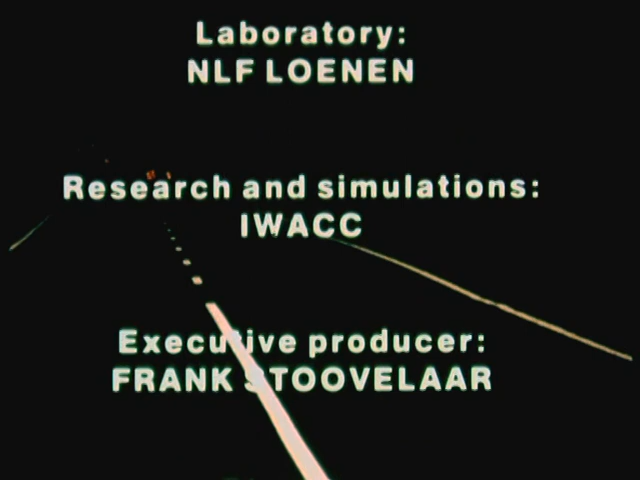 Laboratory:
NLF LOENEN
Research and simulations:
IWACC
Executive producer:
FRANK STOOVELAAR